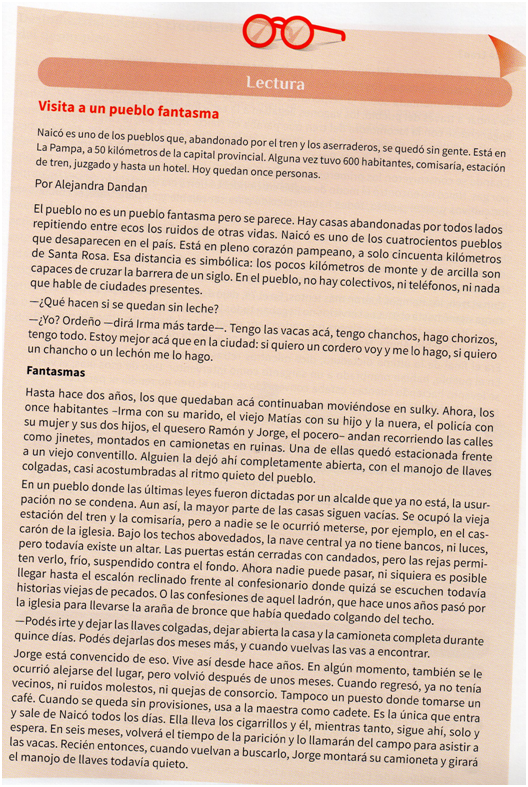 Lectura
Visita a un pueblo fantasma
Naicó es uno de los pueblos que, abandonado por el tren y los aserraderos, se quedó sin gente. Está en
La Pampa, a 50 kilómetros de la capital provincial. Alguna vez tuvo 600 habitantes, comisaría, estación
de tren, juzgado y hasta un hotel. Hoy quedan once personas.
Por Alejandra Dandan
El pueblo no es un pueblo fantasma pero se parece. Hay casas abandonadas por todos lados
repitiendo entre ecos los ruidos de otras vidas. Naicó es uno de los cuatrocientos pueblos
que desaparecen en el país. Está en pleno corazón pampeano, a solo cincuenta kilómetros
de Santa Rosa. Esa distancia es simbólica: los pocos kilómetros de monte y de arcilla son
capaces de cruzar la barrera de un siglo. En el pueblo, no hay colectivos, ni teléfonos, ni nada
que hable de ciudades presentes.
—¿Qué hacen si se quedan sin leche?
—¿Yo? Ordeño —dirá Irma más tarde—. Tengo las vacas acá, tengo chanchos, hago chorizos,
tengo todo. Estoy mejor acá que en la ciudad: si quiero un cordero voy y me lo hago, si quiero
un chancho o un lechón me lo hago.
Fantasmas
Hasta hace dos años, los que quedaban acá continuaban moviéndose en sulky. Ahora, los
once habitantes –Irma con su marido, el viejo Matías con su hijo y la nuera, el policía con
su mujer y sus dos hijos, el quesero Ramón y Jorge, el pocero– andan recorriendo las calles
como jinetes, montados en camionetas en ruinas. Una de ellas quedó estacionada frente
a un viejo conventillo. Alguien la dejó ahí completamente abierta, con el manojo de llaves
colgadas, casi acostumbradas al ritmo quieto del pueblo.
En un pueblo donde las últimas leyes fueron dictadas por un alcalde que ya no está, la usur-
pación no se condena. Aun así, la mayor parte de las casas siguen vacías. Se ocupó la vieja
estación del tren y la comisaría, pero a nadie se le ocurrió meterse, por ejemplo, en el cas-
carón de la iglesia. Bajo los techos abovedados, la nave central ya no tiene bancos, ni luces,
pero todavía existe un altar. Las puertas están cerradas con candados, pero las rejas permi-
ten verlo, frío, suspendido contra el fondo. Ahora nadie puede pasar, ni siquiera es posible
llegar hasta el escalón reclinado frente al confesionario donde quizá se escuchen todavía
historias viejas de pecados. O las confesiones de aquel ladrón, que hace unos años pasó por
la iglesia para llevarse la araña de bronce que había quedado colgando del techo.
—Podés irte y dejar las llaves colgadas, dejar abierta la casa y la camioneta completa durante
quince días. Podés dejarlas dos meses más, y cuando vuelvas las vas a encontrar.
Jorge está convencido de eso. Vive así desde hace años. En algún momento, también se le
ocurrió alejarse del lugar, pero volvió después de unos meses. Cuando regresó, ya no tenía
vecinos, ni ruidos molestos, ni quejas de consorcio. Tampoco un puesto donde tomarse un
café. Cuando se queda sin provisiones, usa a la maestra como cadete. Es la única que entra
y sale de Naicó todos los días. Ella lleva los cigarrillos y él, mientras tanto, sigue ahí, solo y
espera. En seis meses, volverá el tiempo de la parición y lo llamarán del campo para asistir a
las vacas. Recién entonces, cuando vuelvan a buscarlo, Jorge montará su camioneta y girará
el manojo de llaves todavía quieto.